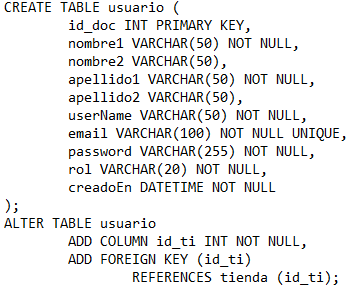 CREATE TABLE usuario (
id_doc INT PRIMARY KEY,
nombre1 VARCHAR(50) NOT NULL,
nombre2 VARCHAR(50),
apellido1 VARCHAR(50) NOT NULL,
apellido2 VARCHAR(50),
userName VARCHAR(50) NOT NULL,
email VARCHAR(100) NOT NULL UNIQUE,
password VARCHAR(255) NOT NULL,
rol VARCHAR(20) NOT NULL,
creadoEn DATETIME NOT NULL
);
ALTER TABLE usuario
ADD COLUMN id_ti INT NOT NULL,
ADD FOREIGN KEY (id_ti)
REFERENCES tienda (id_ti);